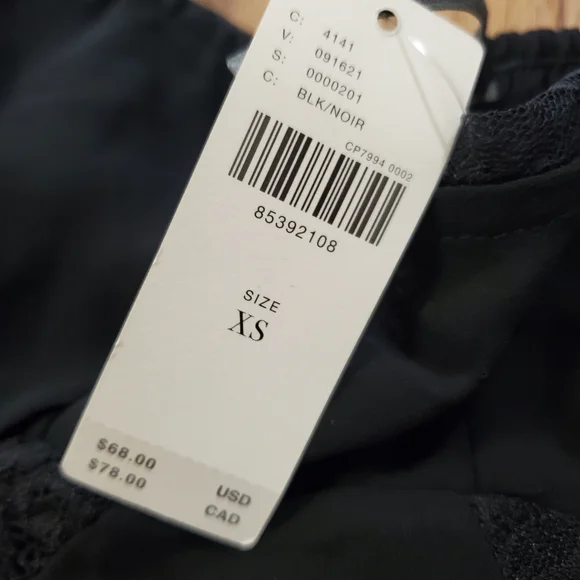 C: 4141
V: 091621
S: 0000201
C: BLK/NOIR
CP7994 0002
85392108
SIZE
XS
$68.00 USD
$78.00 CAD